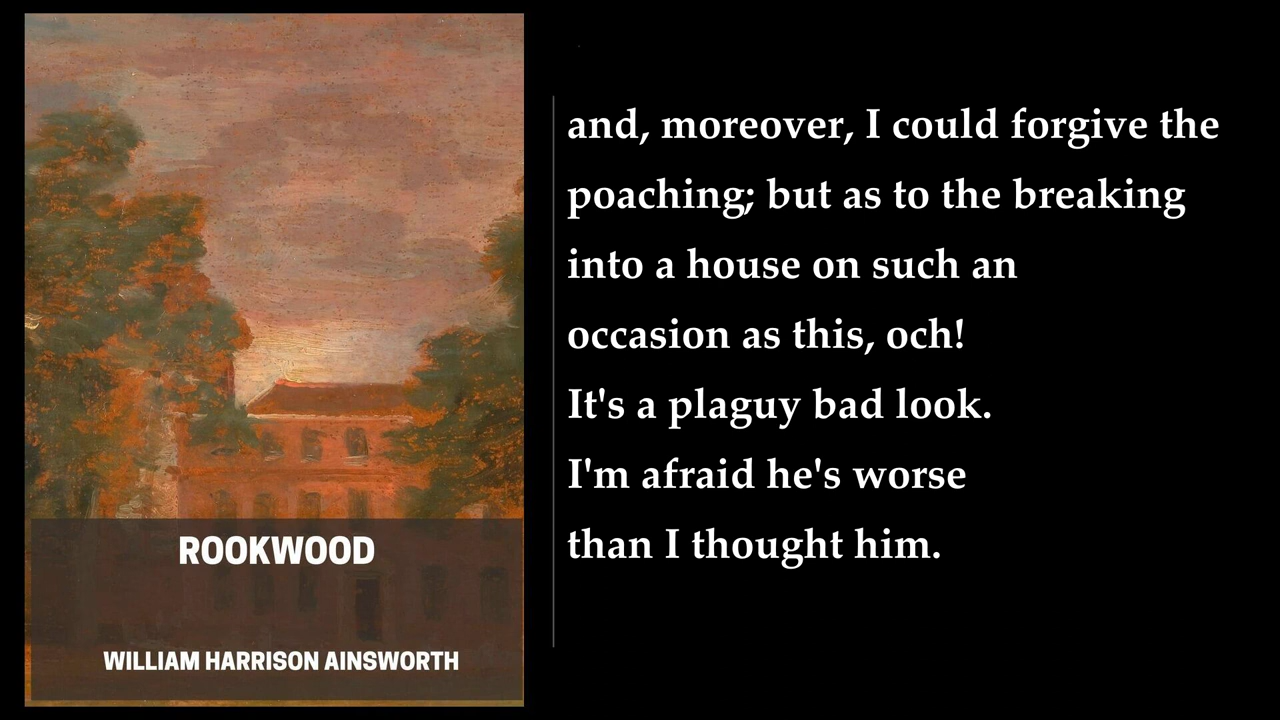 ROOKWOOD
WILLIAM HARRISON AINSWORTH
and, moreover, I could forgive the
poaching; but as to the breaking
into a house on such an
occasion as this, och!
It's a plaguy bad look.
I'm afraid he's worse
than I thought him.